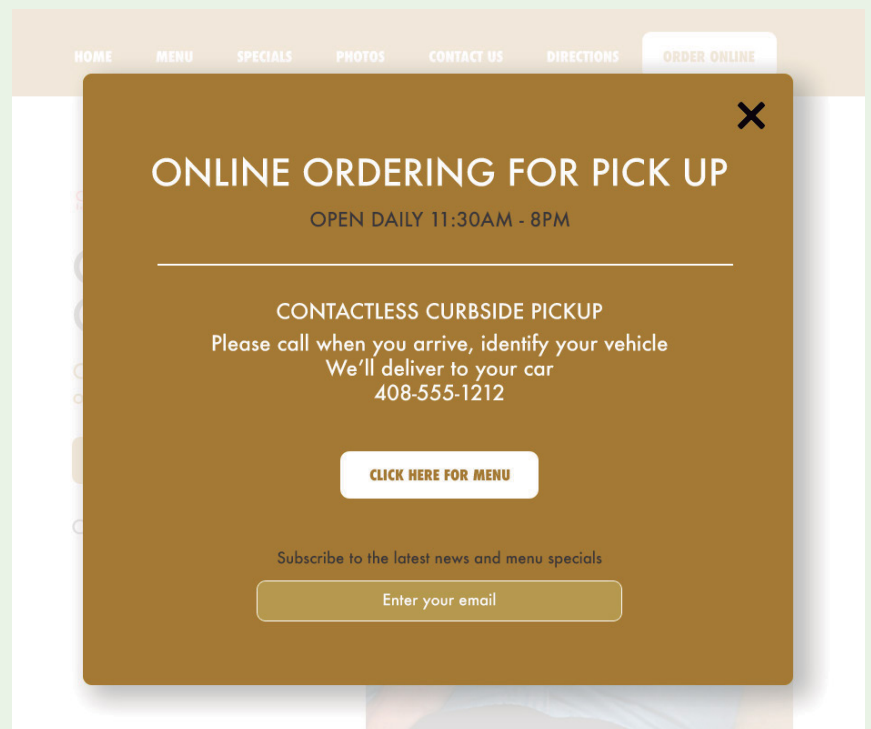 HOME MENU SPECIALS PHOTOS CONTACT US DIRECTIONS ORDER ONLINE
ONLINE ORDERING FOR PICK UP
OPEN DAILY 11:30AM - 8PM
CONTACTLESS CURBSIDE PICKUP
Please call when you arrive, identify your vehicle
We'll deliver to your car
408-555-1212
CLICK HERE FOR MENU
Subscribe to the latest news and menu specials
Enter your email